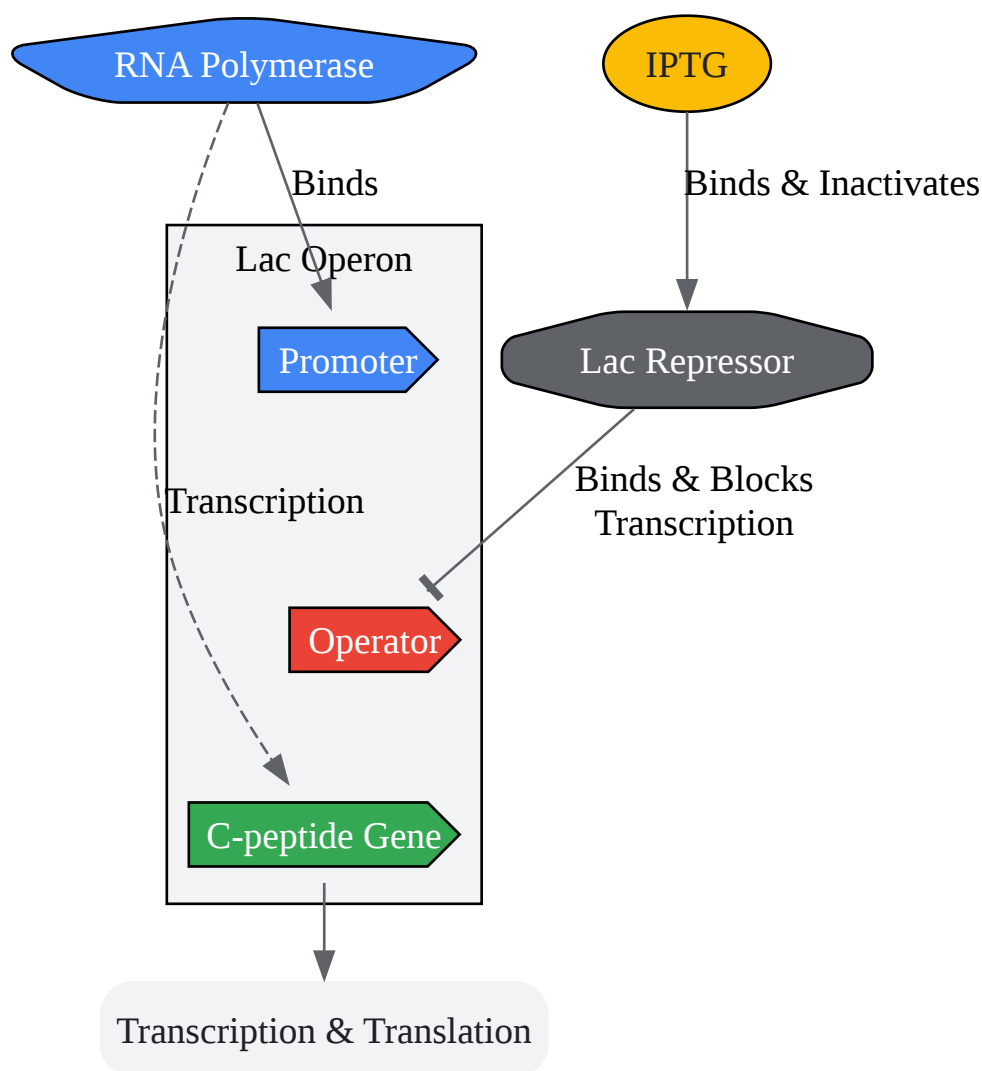 RNA Polymerase
IPTG
Binds
Binds & Inactivates
Lac Operon
Promoter
Lac Repressor
Binds & Blocks
Transcription
Transcription
Operator
C-peptide Gene
Transcription & Translation